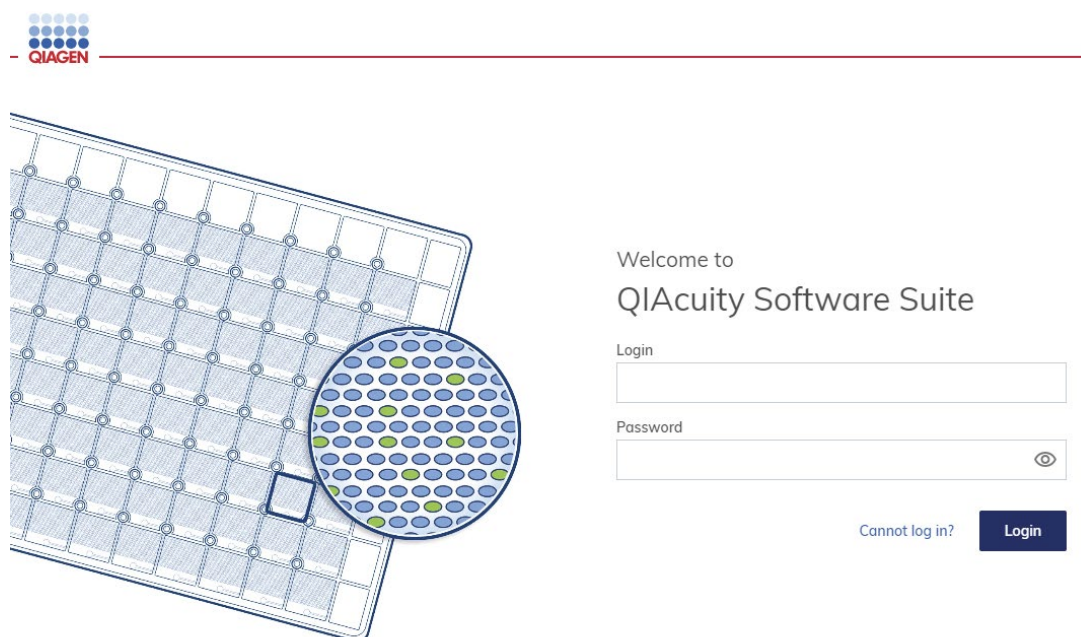 QIAGEN
Welcome to
QIAcuity Software Suite
Login
Password
Cannot log in?
Login